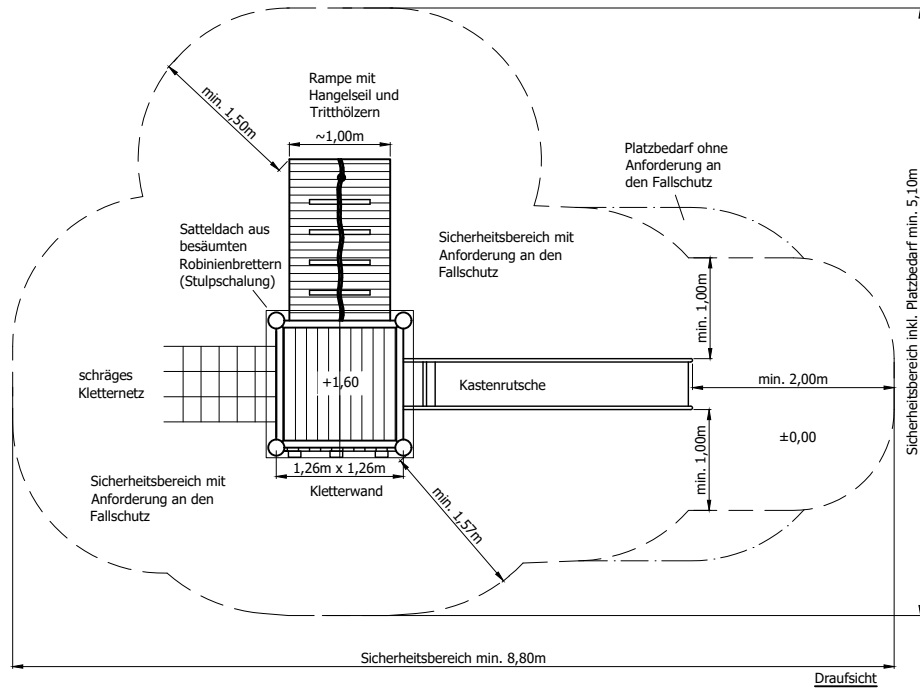 Rampe mit
Hangelseil und
Tritthölzern
~1,00m
min. 1,50m
Platzbedarf ohne
Anforderung an
den Fallschutz
Satteldach aus
besäumten
Robinienbrettern
(Stulpschalung)
Sicherheitsbereich mit
Anforderung an den
Fallschutz
min. 1,00m
schräges
Kletternetz
+1,60
Kastenrutsche
min. 2,00m
±0,00
min. 1,00m
1,26m x 1,26m
Kletterwand
min. 1,57m
Sicherheitsbereich mit
Anforderung an den
Fallschutz
Sicherheitsbereich inkl. Platzbedarf min. 5,10m
Sicherheitsbereich min. 8,80m
Draufsicht